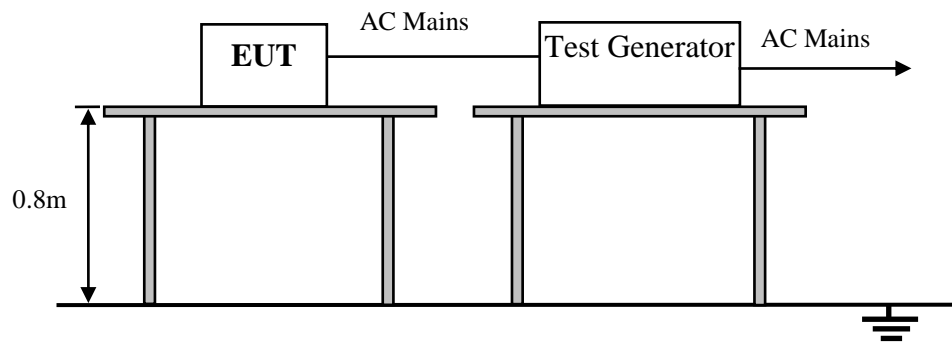 AC Mains
EUT
Test Generator
AC Mains
0.8m